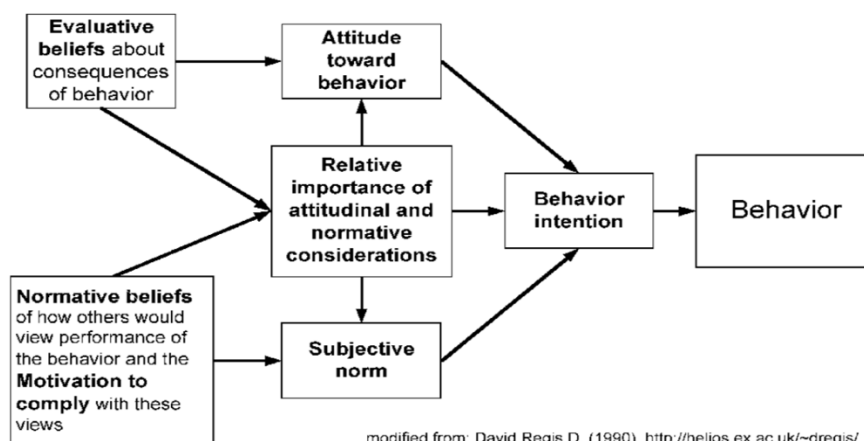 Evaluative
beliefs about
consequences
of behavior
Attitude
toward
behavior
Relative
importance of
attitudinal and
normative
considerations
Behavior
intention
Behavior
Normative beliefs
of how others would
view performance of
the behavior and the
Motivation to
comply with these
views
Subjective
norm
modified from: David Regis D. (1990) http://helios.ex.ac.uk/~dregis/